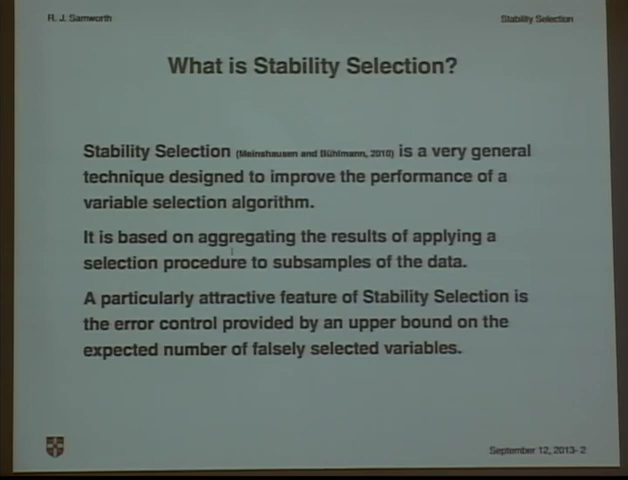 R. J. Samworth
Stability Selection
What is Stability Selection?
Stability Selection (Meinshausen and Bühlmann, 2010) is a very general
technique designed to improve the performance of a
variable selection algorithm.
It is based on aggregating the results of applying a
selection procedure to subsamples of the data.
A particularly attractive feature of Stability Selection is
the error control provided by an upper bound on the
expected number of falsely selected variables.
September 12, 2013- 2